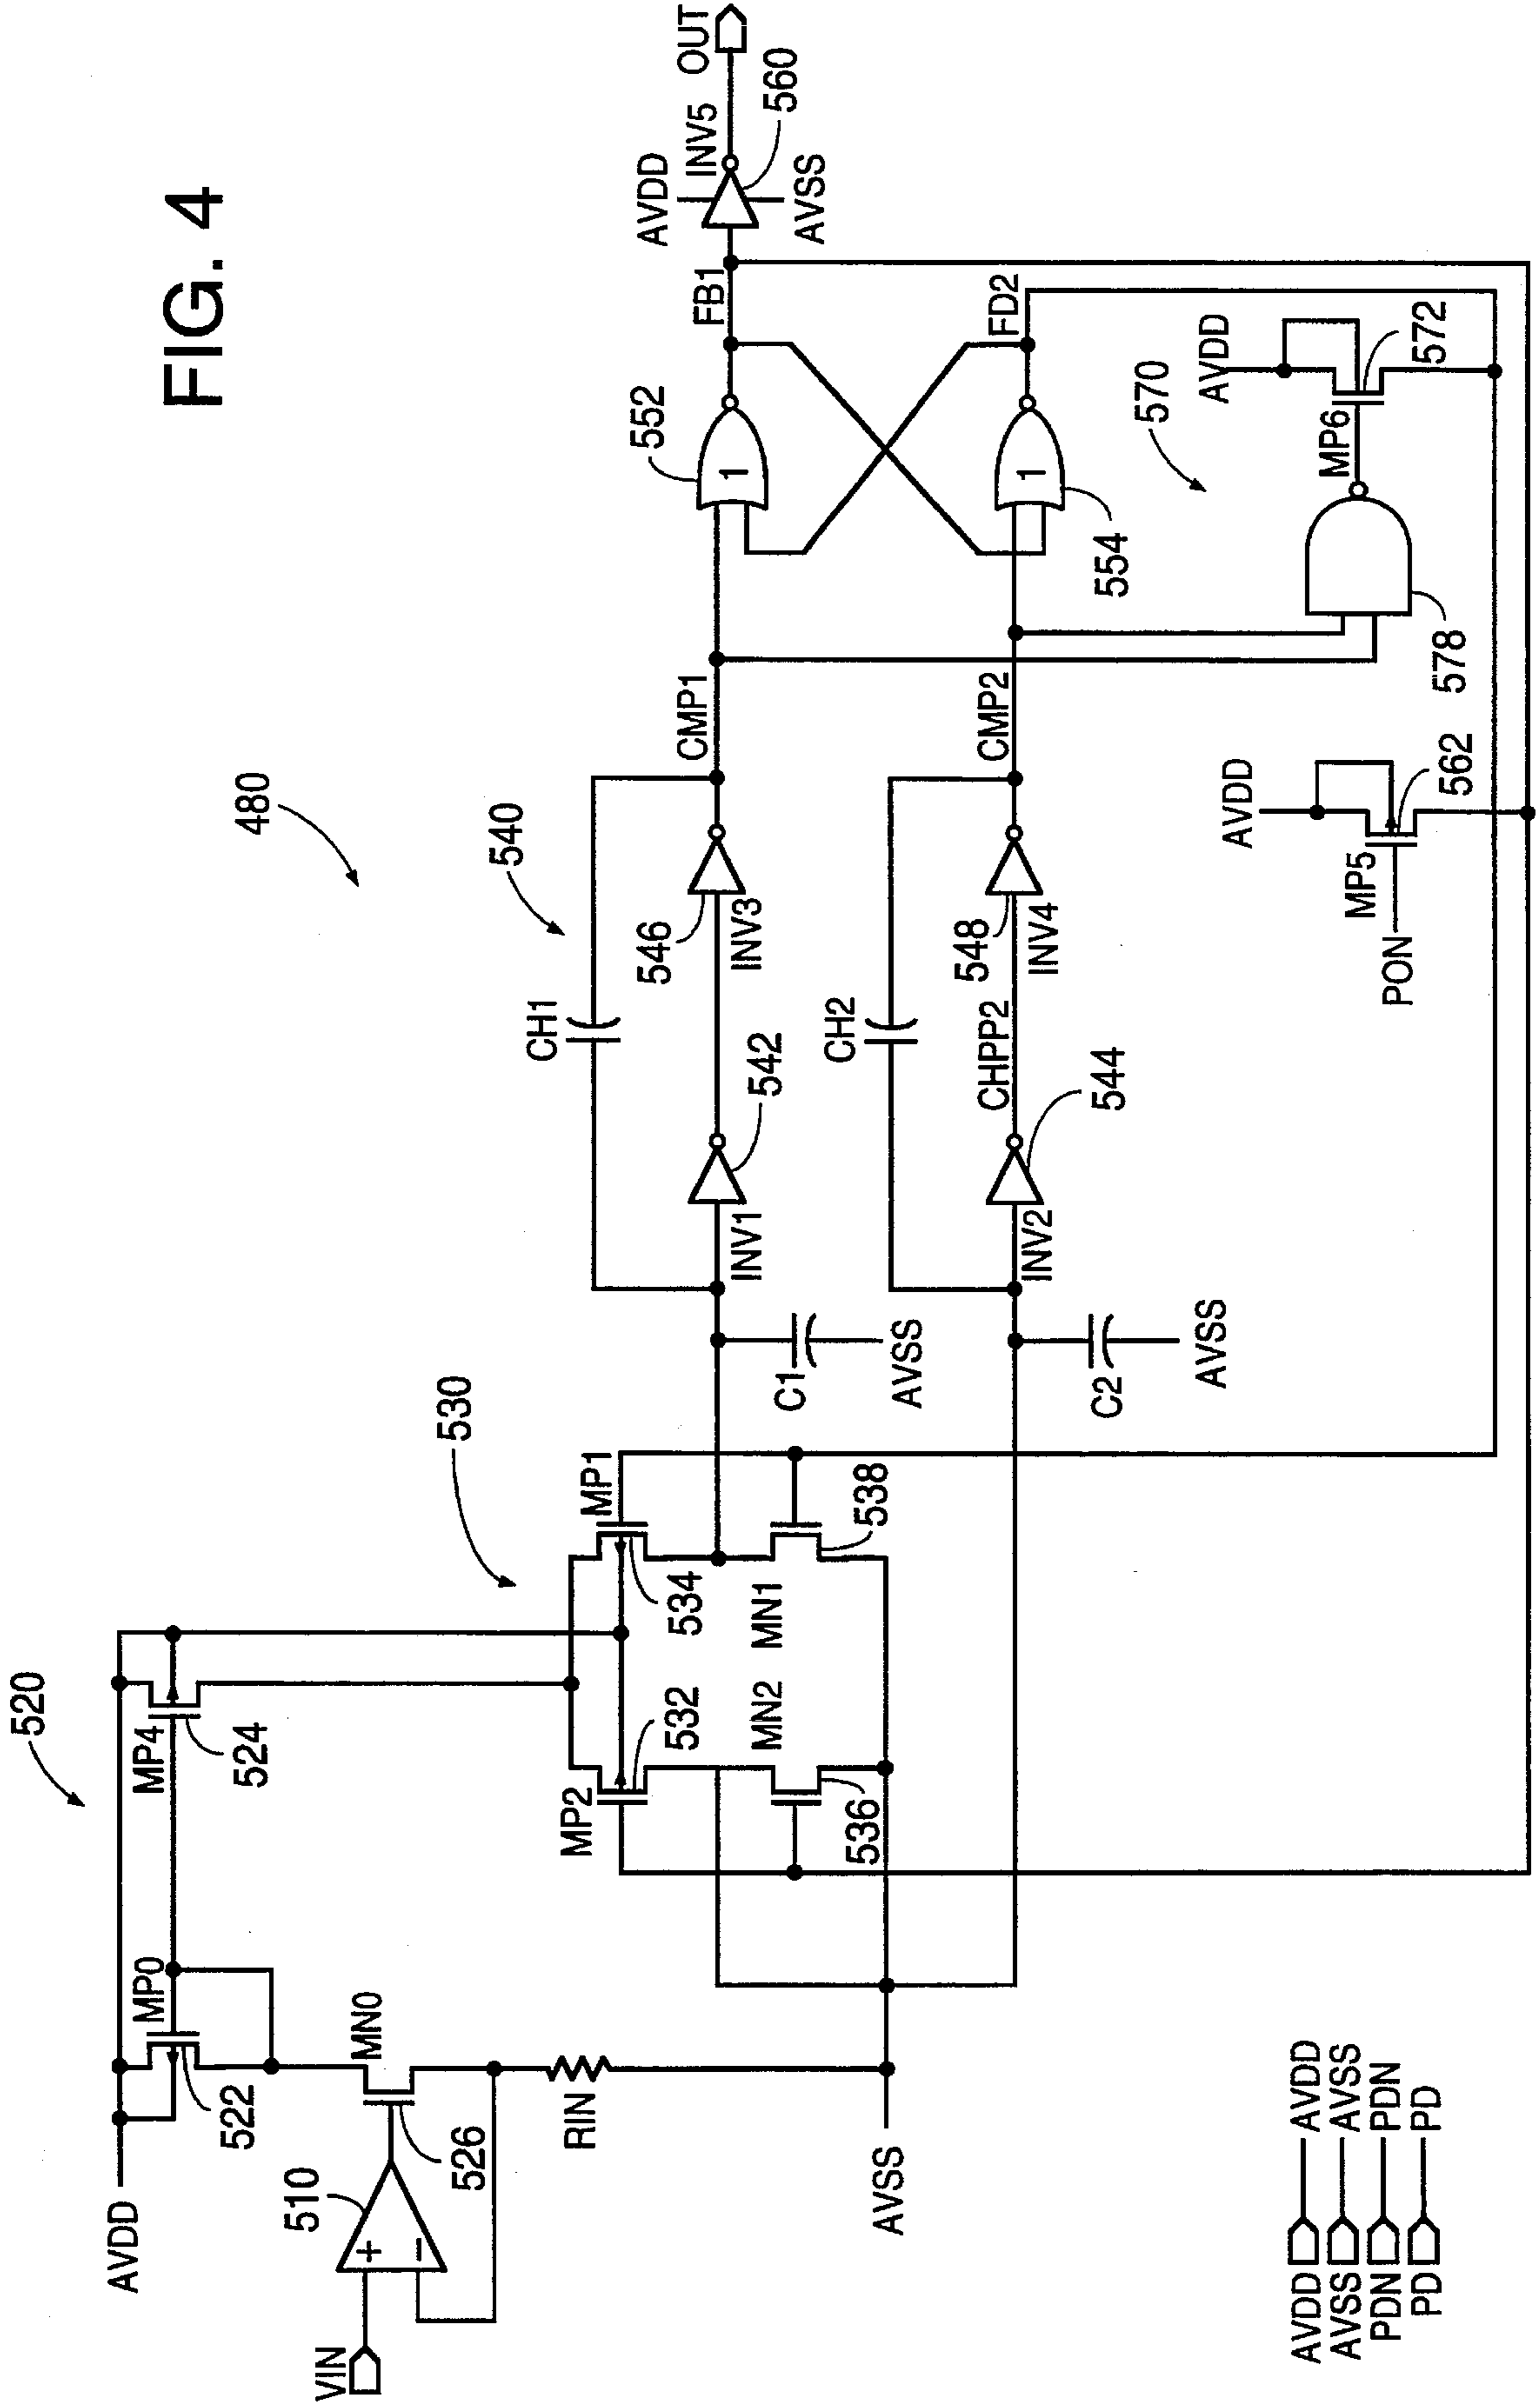 FIG. 4
480
520
AVDD
MP0
522
MP4
524
VIN
510
+
−
526
MN0
RIN
AVSS
530
MP2
532
MP1
534
MN2
536
MN1
538
C1
AVSS
C2
AVSS
540
CH1
INV1
542
546
INV3
CMP1
CH2
INV2
544
CHPP2
548
INV4
CMP2
552
1
FB1
554
1
FD2
AVDD
INV5
AVSS
560
OUT
570
AVDD
MP6
572
578
AVDD
MP5
562
PON
AVDD AVDD
AVSS AVSS
PDN PDN
PD PD